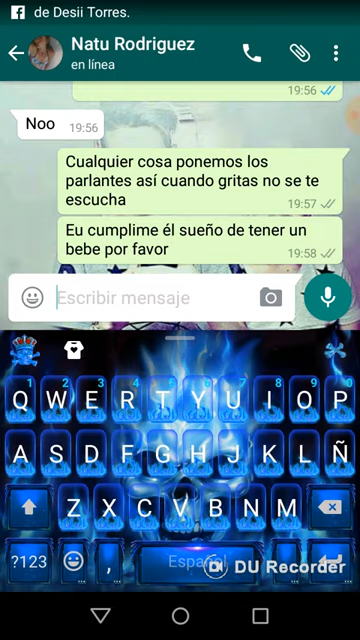 de Desii Torres.
Natu Rodriguez
en línea
19:56
Noo
19:56
Cualquier cosa ponemos los
parlantes así cuando gritas no se te
escucha
19:57
Eu cumplime él sueño de tener un
bebe por favor
19:58
Escribir mensaje
1 2 3 4 5 6 7 8 9 0
Q W E R T Y U I O P
A S D F G H J K L Ñ
Z X C V B N M
?123 , Español .
DU Recorder